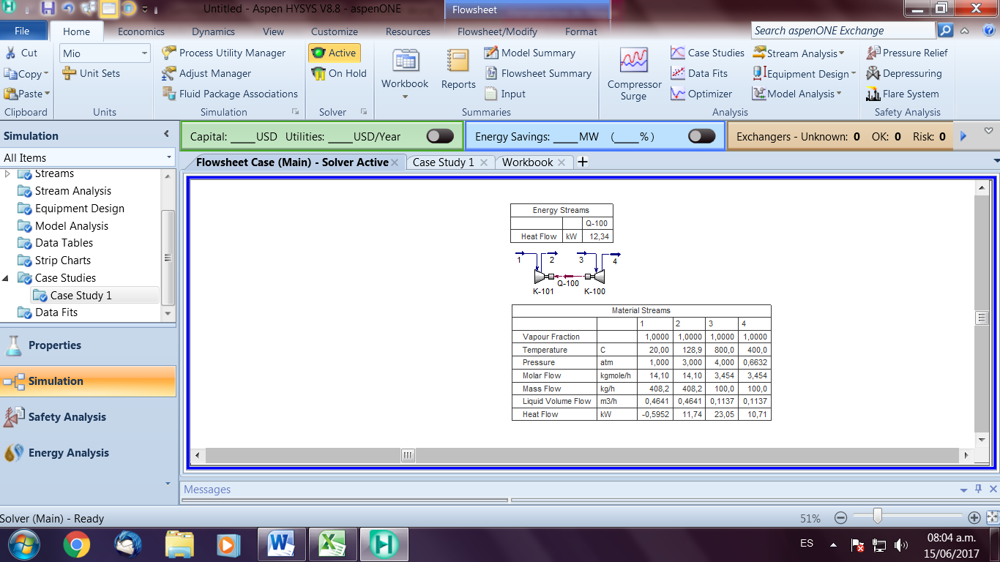 Untitled - Aspen HYSYS V8.8 - aspenONE
Flowsheet
File Home Economics Dynamics View Customize Resources Flowsheet/Modify Format Search aspenONE Exchange
Cut Mio Process Utility Manager Active Model Summary Case Studies Stream Analysis Pressure Relief
Copy Unit Sets Adjust Manager On Hold Workbook Reports Flowsheet Summary Compressor Surge Data Fits Equipment Design Depressuring
Paste Fluid Package Associations Input Optimizer Model Analysis Flare System
Clipboard Units Simulation Solver Summaries Analysis Safety Analysis
Simulation
Capital: _____USD Utilities: _____USD/Year Energy Savings: _____MW (_____%) Exchangers - Unknown: 0 OK: 0 Risk: 0
All Items
Flowsheet Case (Main) - Solver Active Case Study 1 Workbook
Streams
Stream Analysis
Equipment Design
Model Analysis
Data Tables
Strip Charts
Case Studies
Case Study 1
Data Fits
Properties
Simulation
Safety Analysis
Energy Analysis
Energy Streams
Q-100
Heat Flow kW 12,34
1 2 3 4
Q-100
K-101 K-100
Material Streams
1 2 3 4
Vapour Fraction 1,0000 1,0000 1,0000 1,0000
Temperature C 20,00 128,9 800,0 400,0
Pressure atm 1,000 3,000 4,000 0,6632
Molar Flow kgmole/h 14,10 14,10 3,454 3,454
Mass Flow kg/h 408,2 408,2 100,0 100,0
Liquid Volume Flow m3/h 0,4641 0,4641 0,1137 0,1137
Heat Flow kW -0,5952 11,74 23,05 10,71
Messages
Solver (Main) - Ready
51%
ES
08:04 a.m.
15/06/2017